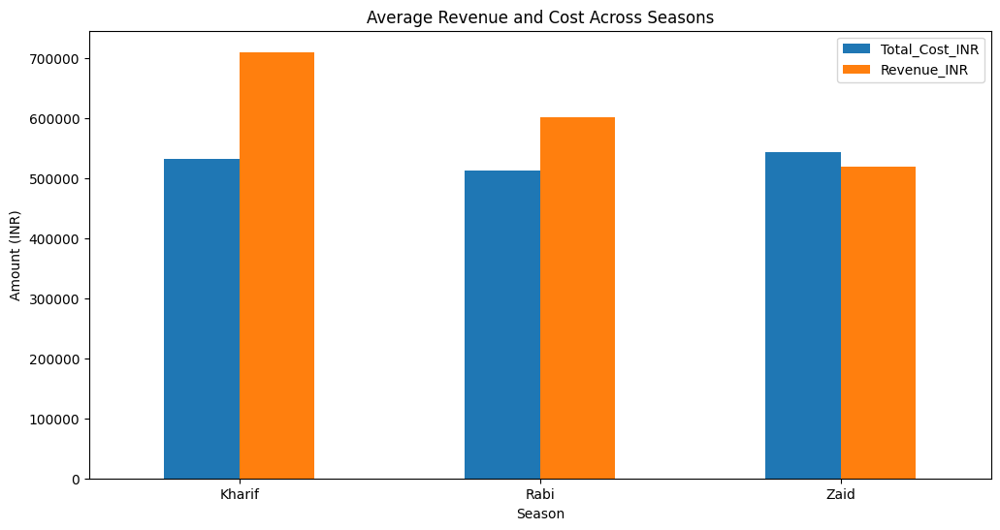 Average Revenue and Cost Across Seasons
Total_Cost_INR
Revenue_INR
Amount (INR)
700000
600000
500000
400000
300000
200000
100000
0
Kharif
Rabi
Zaid
Season